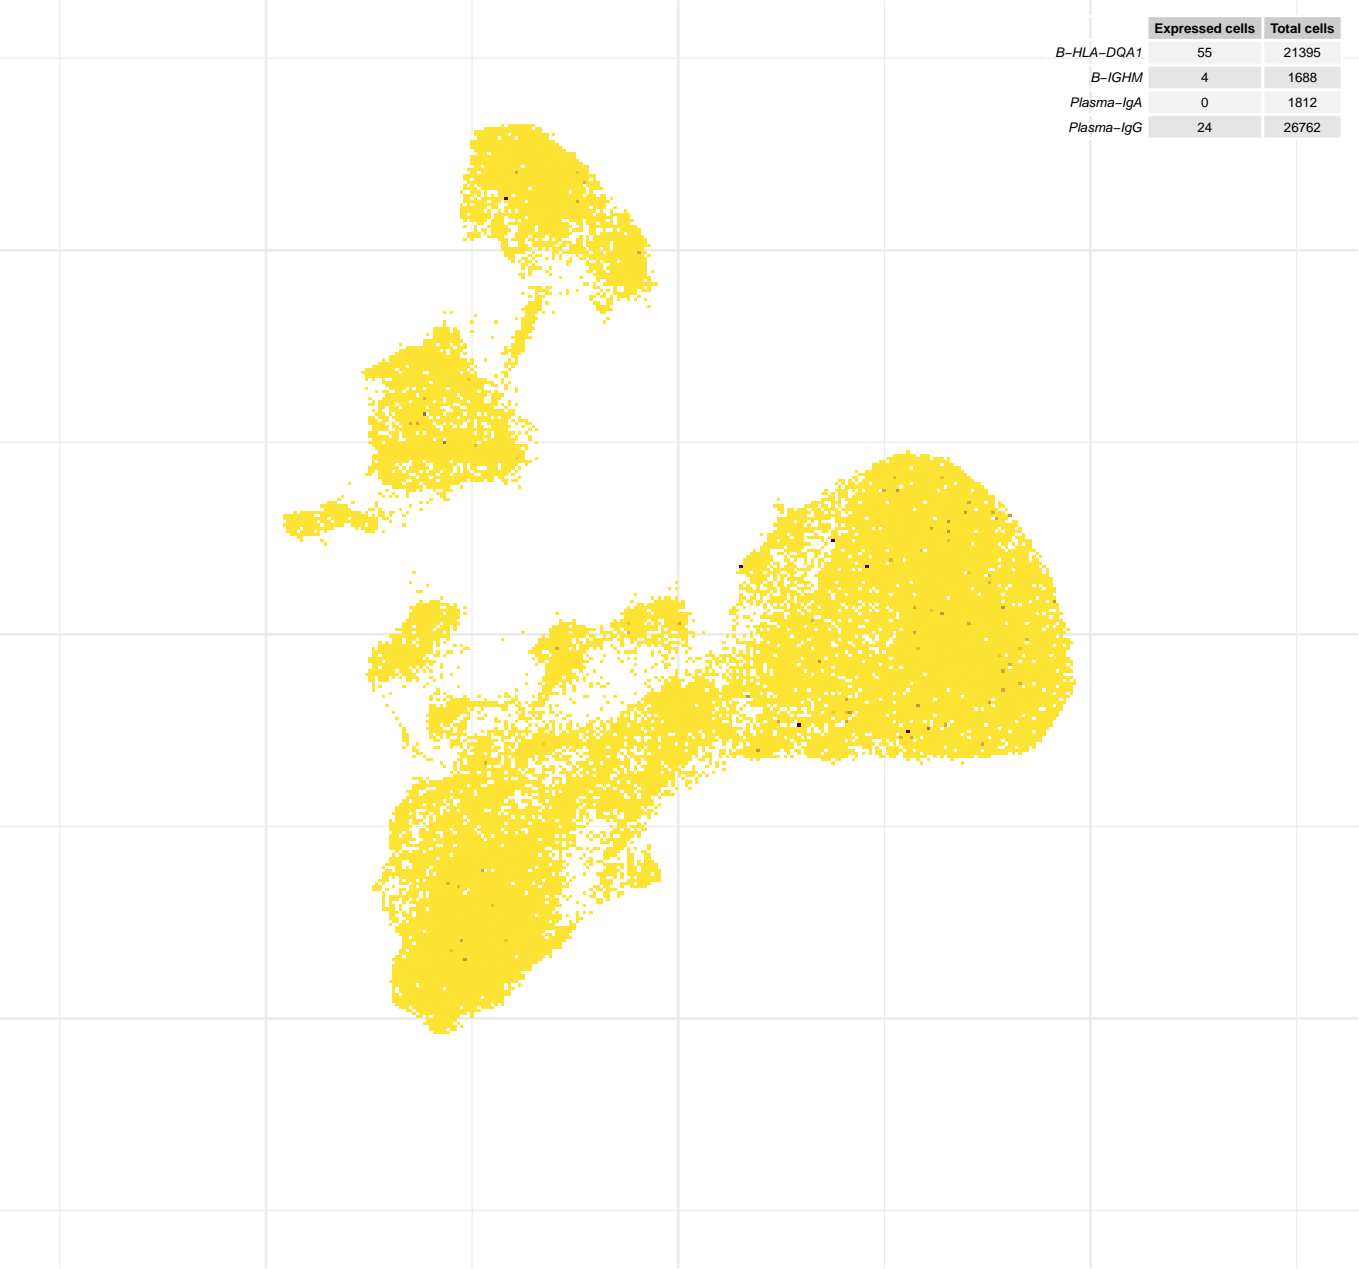 Expressed cells Total cells
B−HLA−DQA1 55 21395
B−IGHM 4 1688
Plasma−IgA 0 1812
Plasma−IgG 24 26762